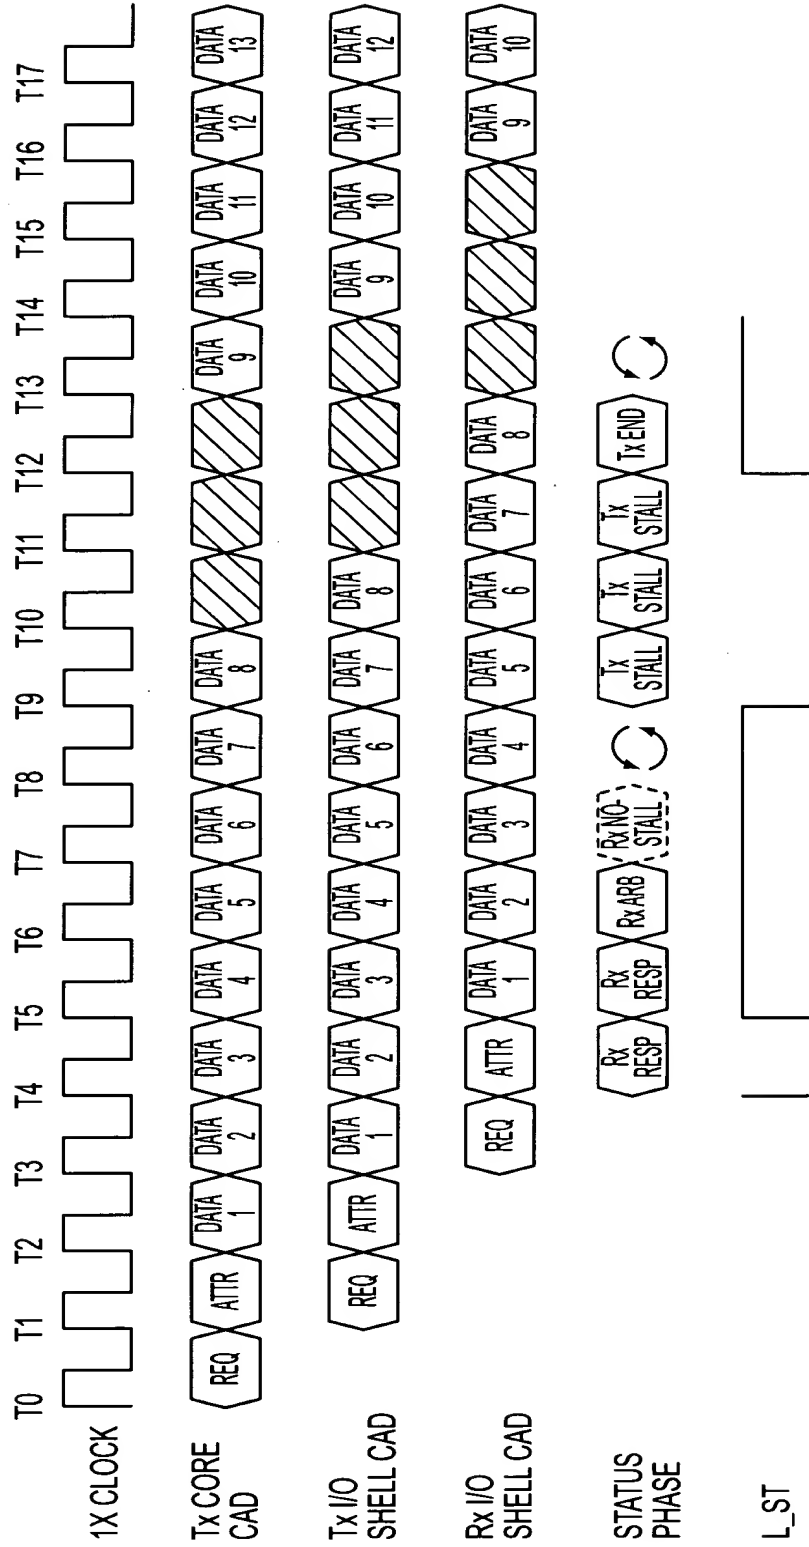 T0 T1 T2 T3 T4 T5 T6 T7 T8 T9 T10 T11 T12 T13 T14 T15 T16 T17
1X CLOCK
Tx CORE
CAD
REQ ATTR DATA 1 DATA 2 DATA 3 DATA 4 DATA 5 DATA 6 DATA 7 DATA 8 DATA 9 DATA 10 DATA 11 DATA 12 DATA 13
Tx I/O
SHELL CAD
REQ ATTR DATA 1 DATA 2 DATA 3 DATA 4 DATA 5 DATA 6 DATA 7 DATA 8 DATA 9 DATA 10 DATA 11 DATA 12
Rx I/O
SHELL CAD
REQ ATTR DATA 1 DATA 2 DATA 3 DATA 4 DATA 5 DATA 6 DATA 7 DATA 8 DATA 9 DATA 10
STATUS
PHASE
Rx RESP Rx RESP Rx ARB Rx NO-STALL Tx STALL Tx STALL Tx STALL Tx END
L_ST